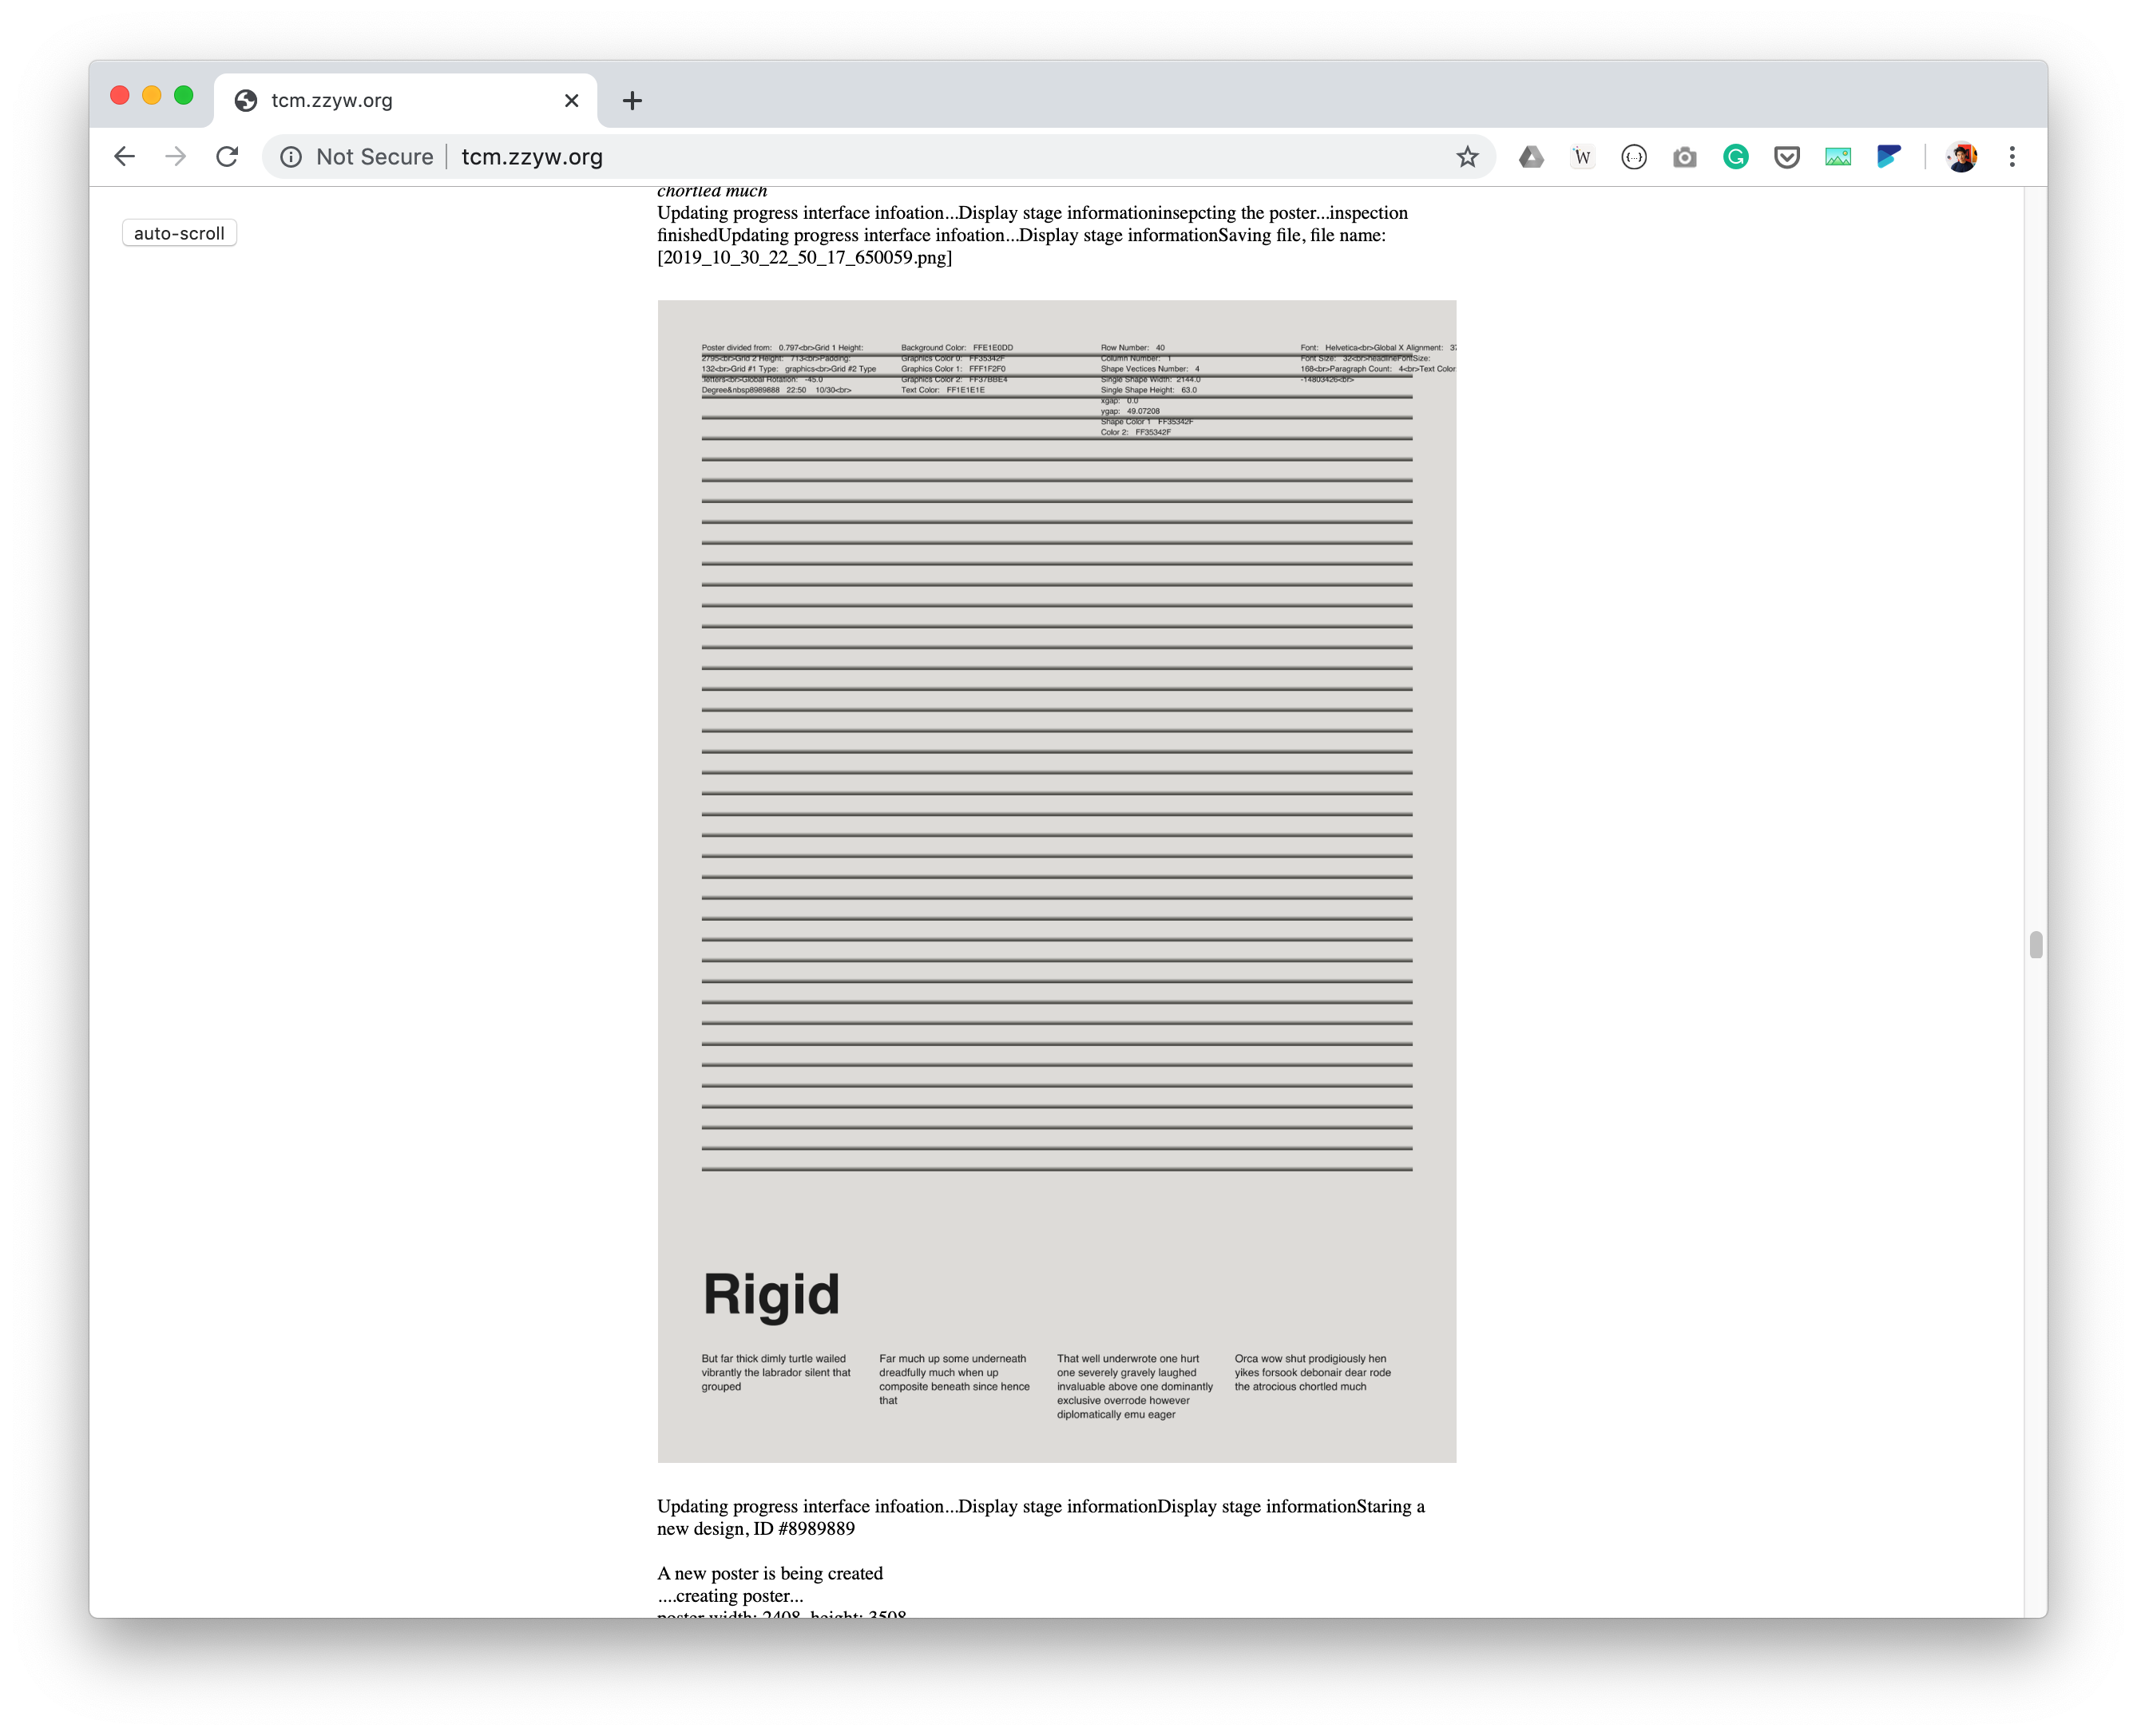 tcm.zzyw.org
Not Secure
tcm.zzyw.org
auto-scroll
chortled much
Updating progress interface infoation...Display stage informationinsepcting the poster...inspection
finishedUpdating progress interface infoation...Display stage informationSaving file, file name:
[2019_10_30_22_50_17_650059.png]
Poster divided from: 0.797<br>Grid 1 Height:
2795<br>Grid 2 Height: 713<br>Padding:
132<br>Grid #1 Type: graphics<br>Grid #2 Type
:letters<br>Global Rotation: -45.0
Degree&nbsp8989888 22:50 10/30<br>
Background Color: FFE1E0DD
Graphics Color 0: FF35342F
Graphics Color 1: FFF1F2F0
Graphics Color 2: FF37BBE4
Text Color: FF1E1E1E
Row Number: 40
Column Number: 1
Shape Vectices Number: 4
Single Shape Width: 2144.0
Single Shape Height: 63.0
xgap: 0.0
ygap: 49.07208
Shape Color 1 FF35342F
Color 2: FF35342F
Font: Helvetica<br>Global X Alignment: 37
Font Size: 32<br>headlineFontSize:
168<br>Paragraph Count: 4<br>Text Color
-14803426<br>
Rigid
But far thick dimly turtle wailed
vibrantly the labrador silent that
grouped
Far much up some underneath
dreadfully much when up
composite beneath since hence
that
That well underwrote one hurt
one severely gravely laughed
invaluable above one dominantly
exclusive overrode however
diplomatically emu eager
Orca wow shut prodigiously hen
yikes forsook debonair dear rode
the atrocious chortled much
Updating progress interface infoation...Display stage informationDisplay stage informationStaring a
new design, ID #8989889
A new poster is being created
....creating poster...
poster width: 2408, height: 3508